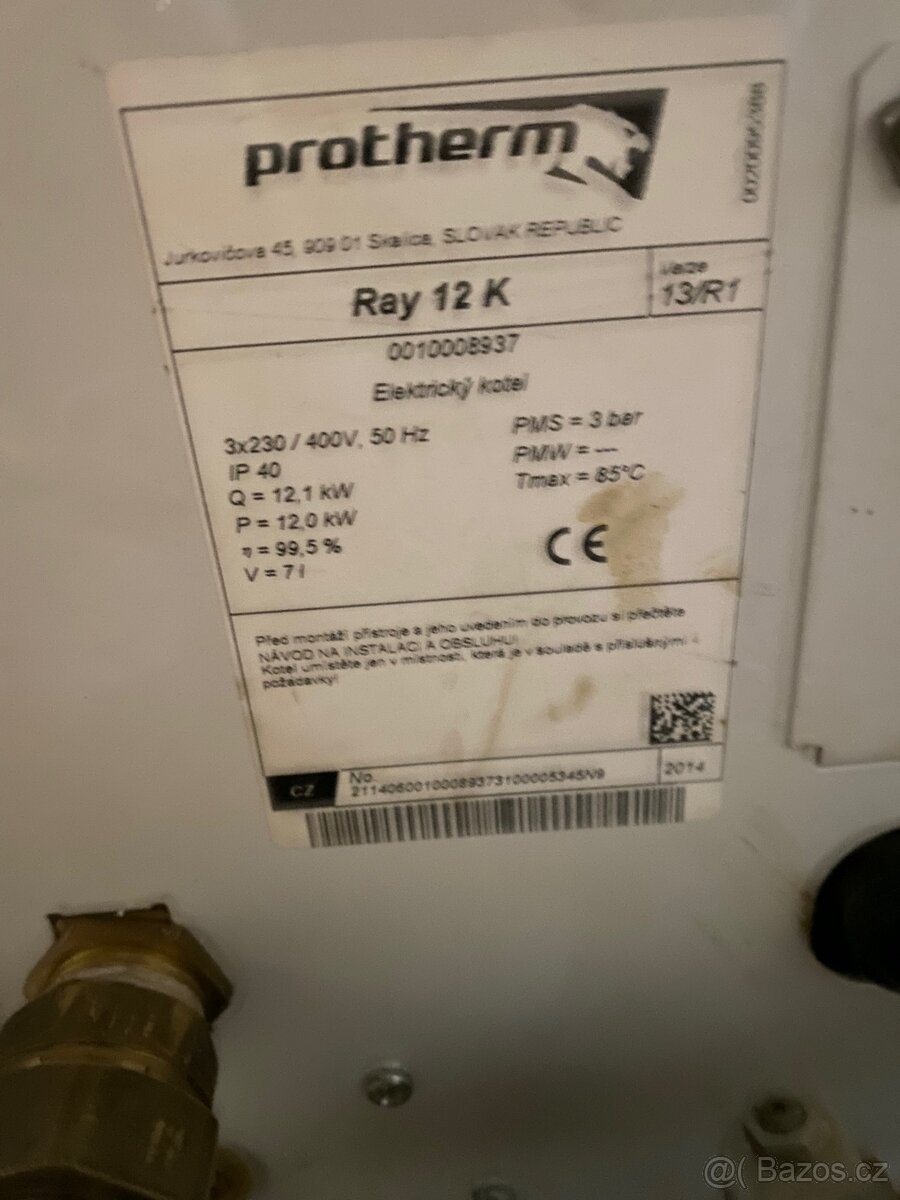 protherm
Jurkovičova 45, 909 01 Skalica, SLOVAK REPUBLIC
Ray 12 K
Verze
13/R1
0010008937
Elektrický kotel
3x230 / 400V, 50 Hz
IP 40
Q = 12,1 kW
P = 12,0 kW
η = 99,5 %
V = 7 l
PMS = 3 bar
PMW = ---
Tmax = 85°C
CE
Před montáží přístroje a jeho uvedením do provozu si přečtěte
NÁVOD NA INSTALACI A OBSLUHU!
Kotel umístěte jen v místnosti, která je v souladě s příslušnými
požadavky!
CZ
No.
21140600100089373100005345N9
2014
@( Bazos.cz